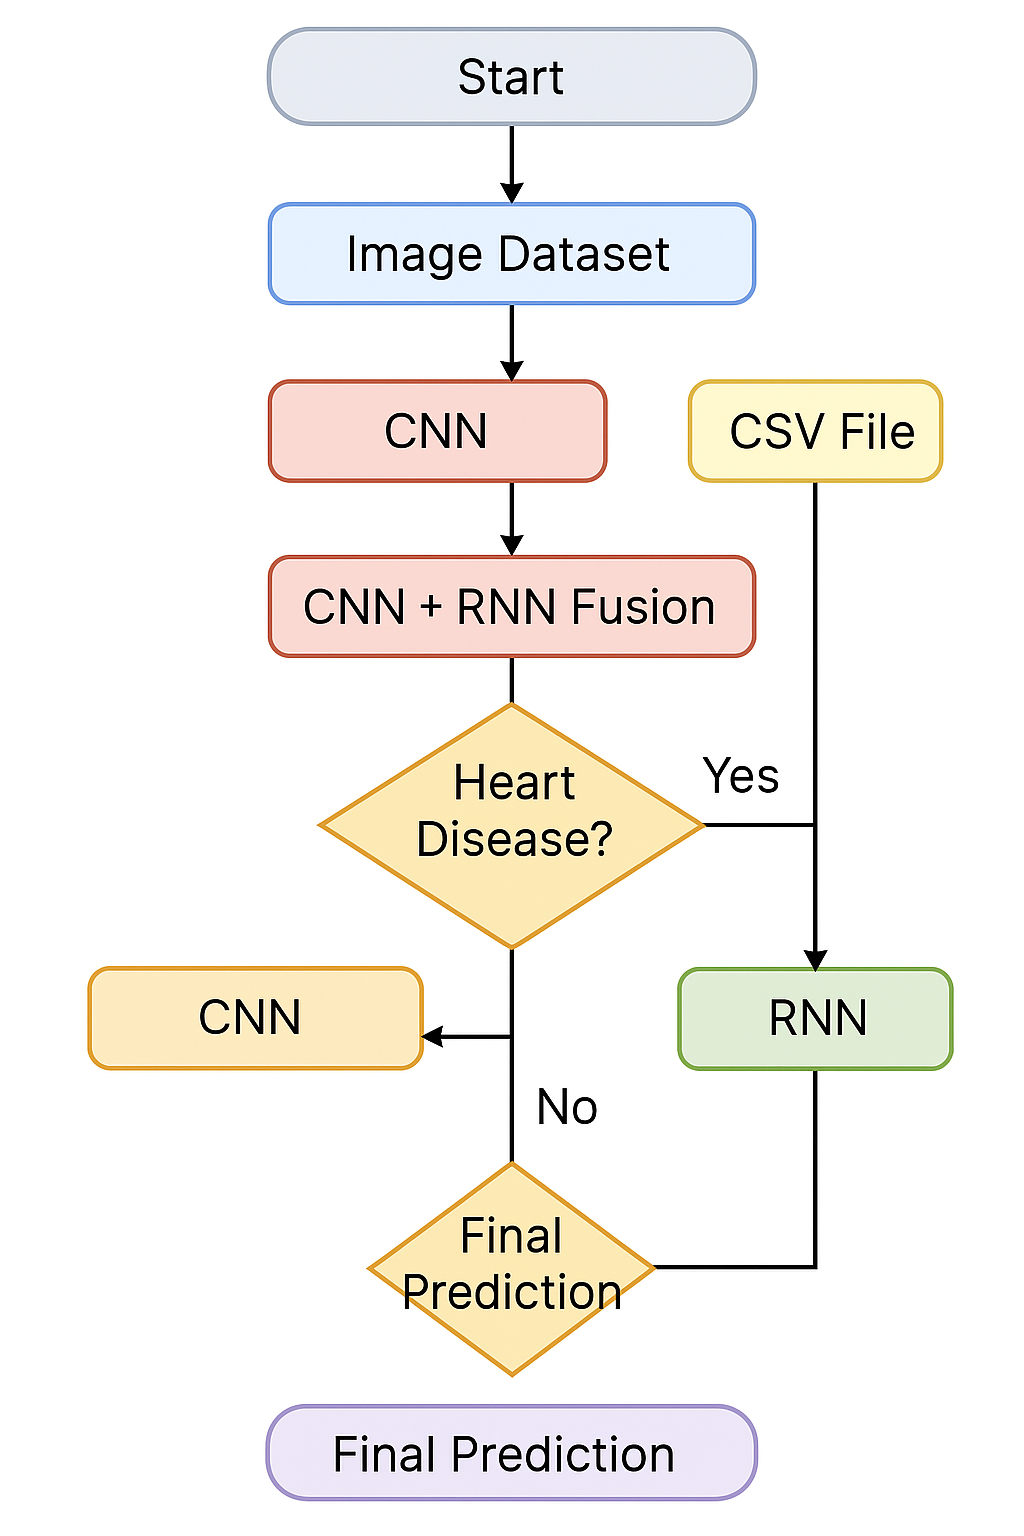 Start
Image Dataset
CNN
CSV File
CNN + RNN Fusion
Heart
Disease?
Yes
CNN
RNN
No
Final
Prediction
Final Prediction